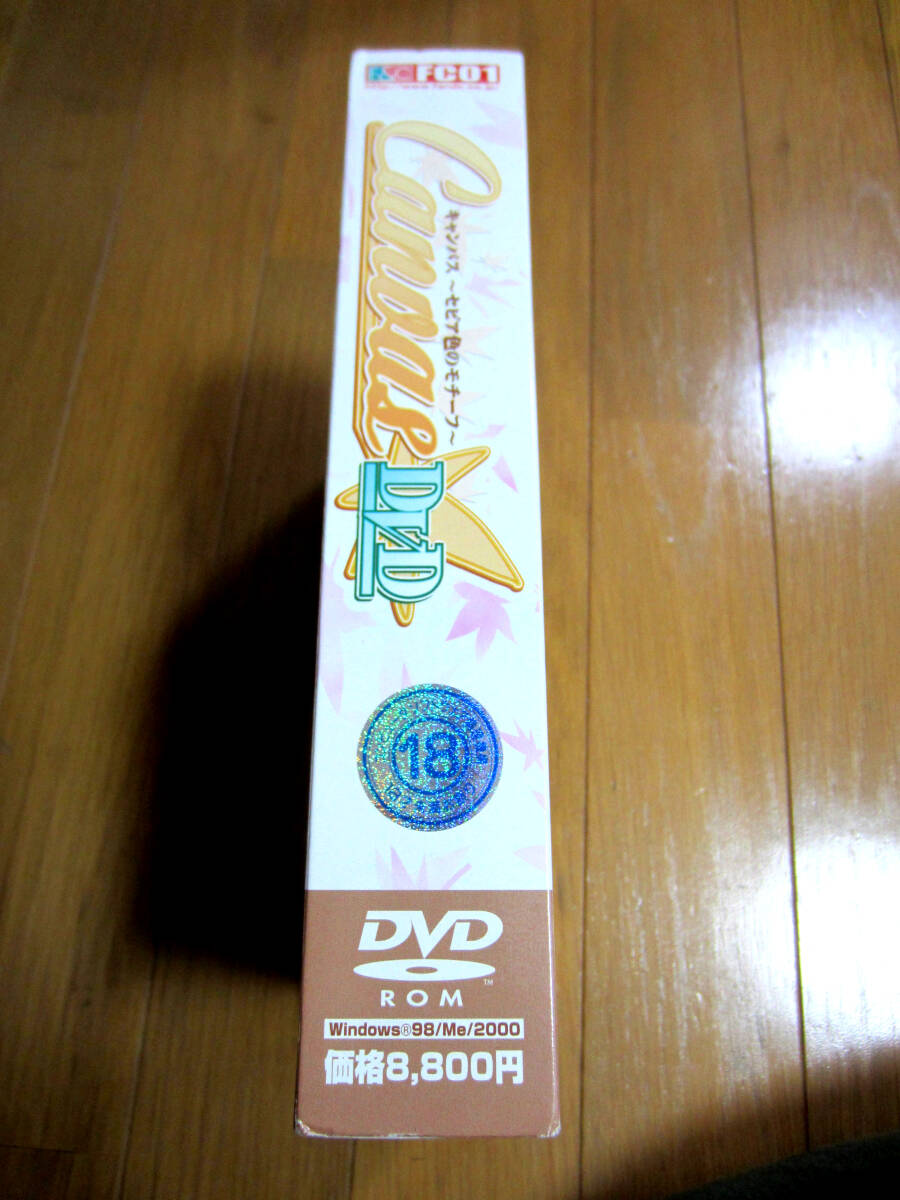 F&C FC01
Canvas
キャンバス ～セピア色のモチーフ～
DVD
18
DVD
ROM
Windows®98/Me/2000
価格8,800円